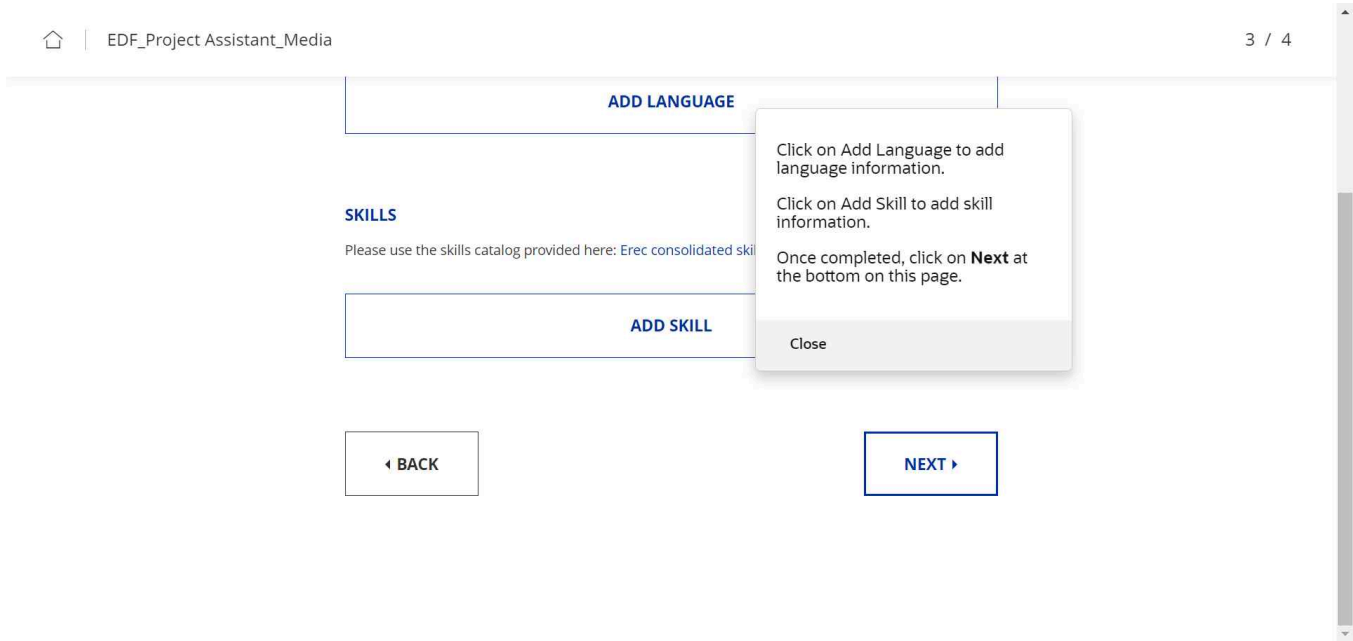 EDF_Project Assistant_Media
3 / 4
ADD LANGUAGE
Click on Add Language to add
language information.
Click on Add Skill to add skill
information.
Once completed, click on Next at
the bottom on this page.
Close
SKILLS
Please use the skills catalog provided here: Erec consolidated
ADD SKILL
BACK
NEXT